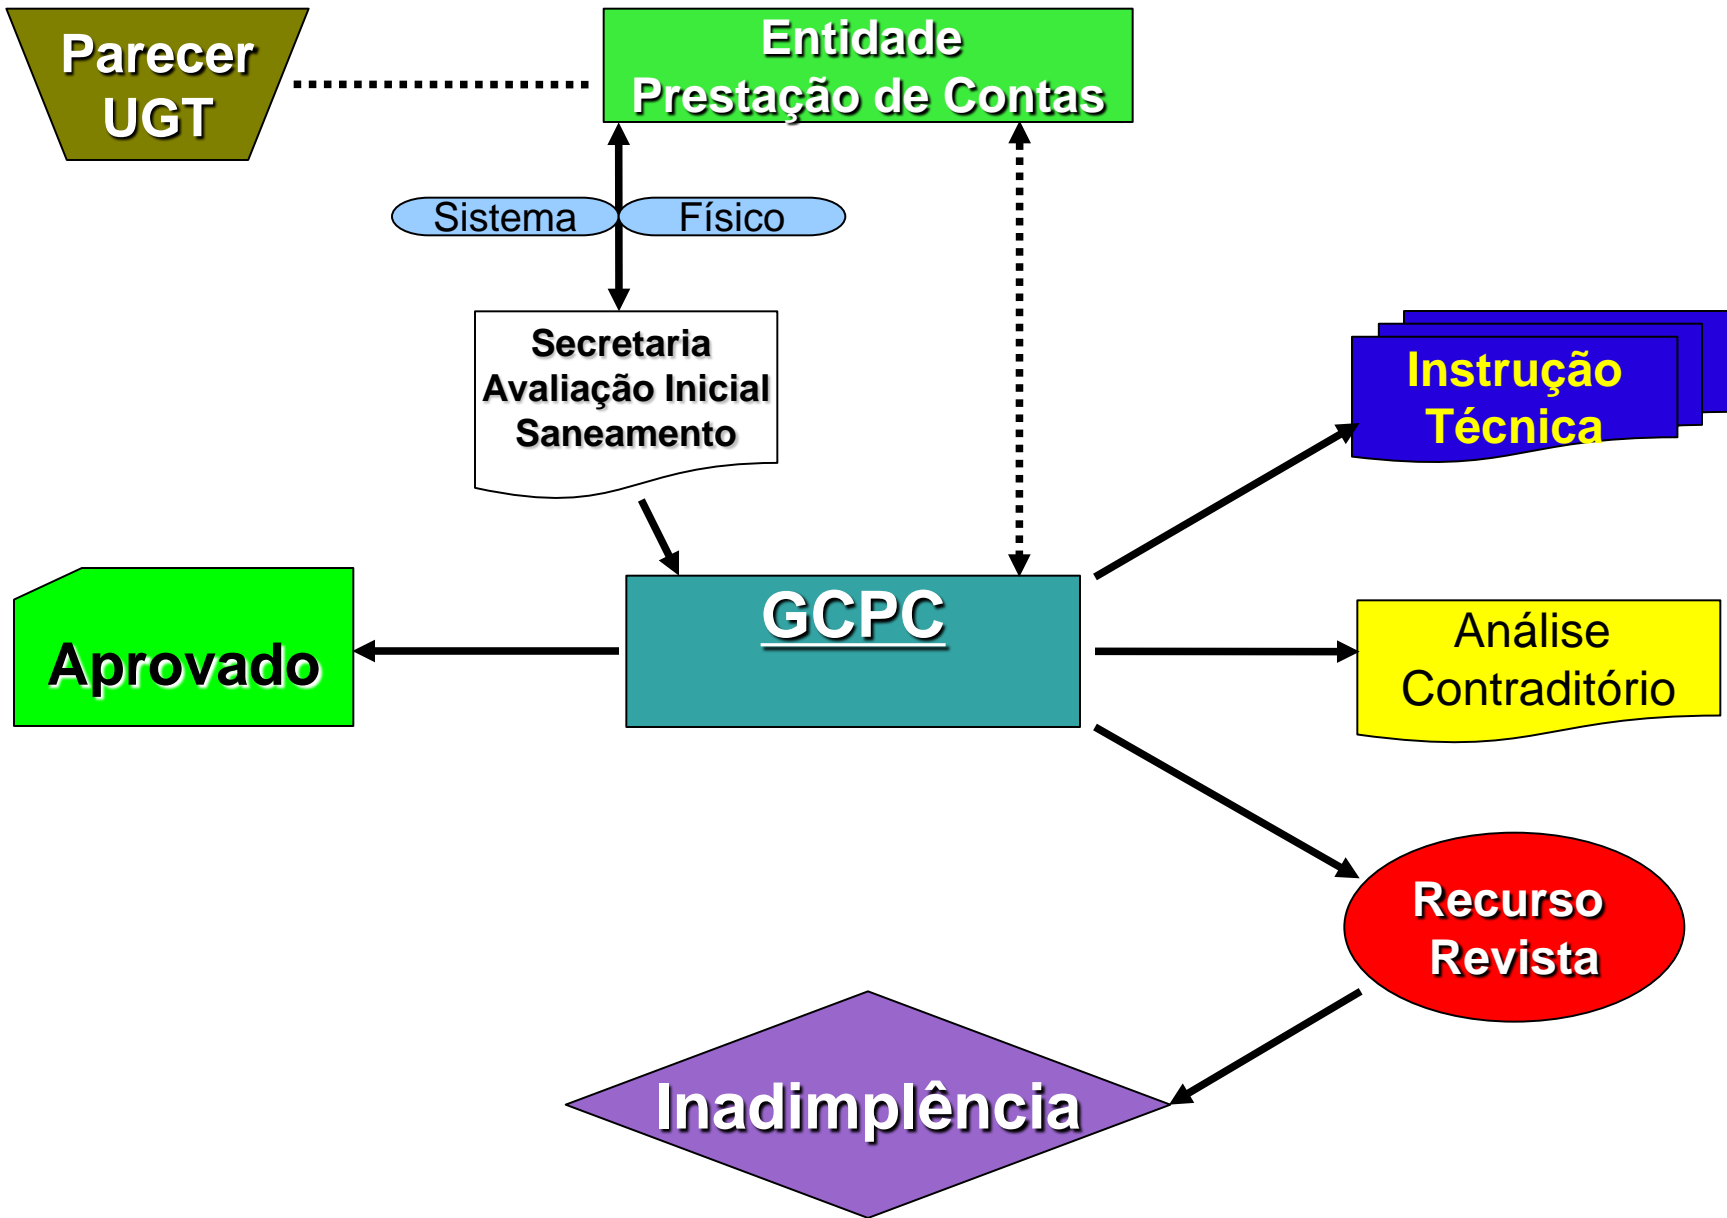 Parecer
UGT
Entidade
Prestação de Contas
Sistema
Físico
Secretaria
Avaliação Inicial
Saneamento
Instrução
Técnica
GCPC
Aprovado
Análise
Contraditório
Recurso
Revista
Inadimplência